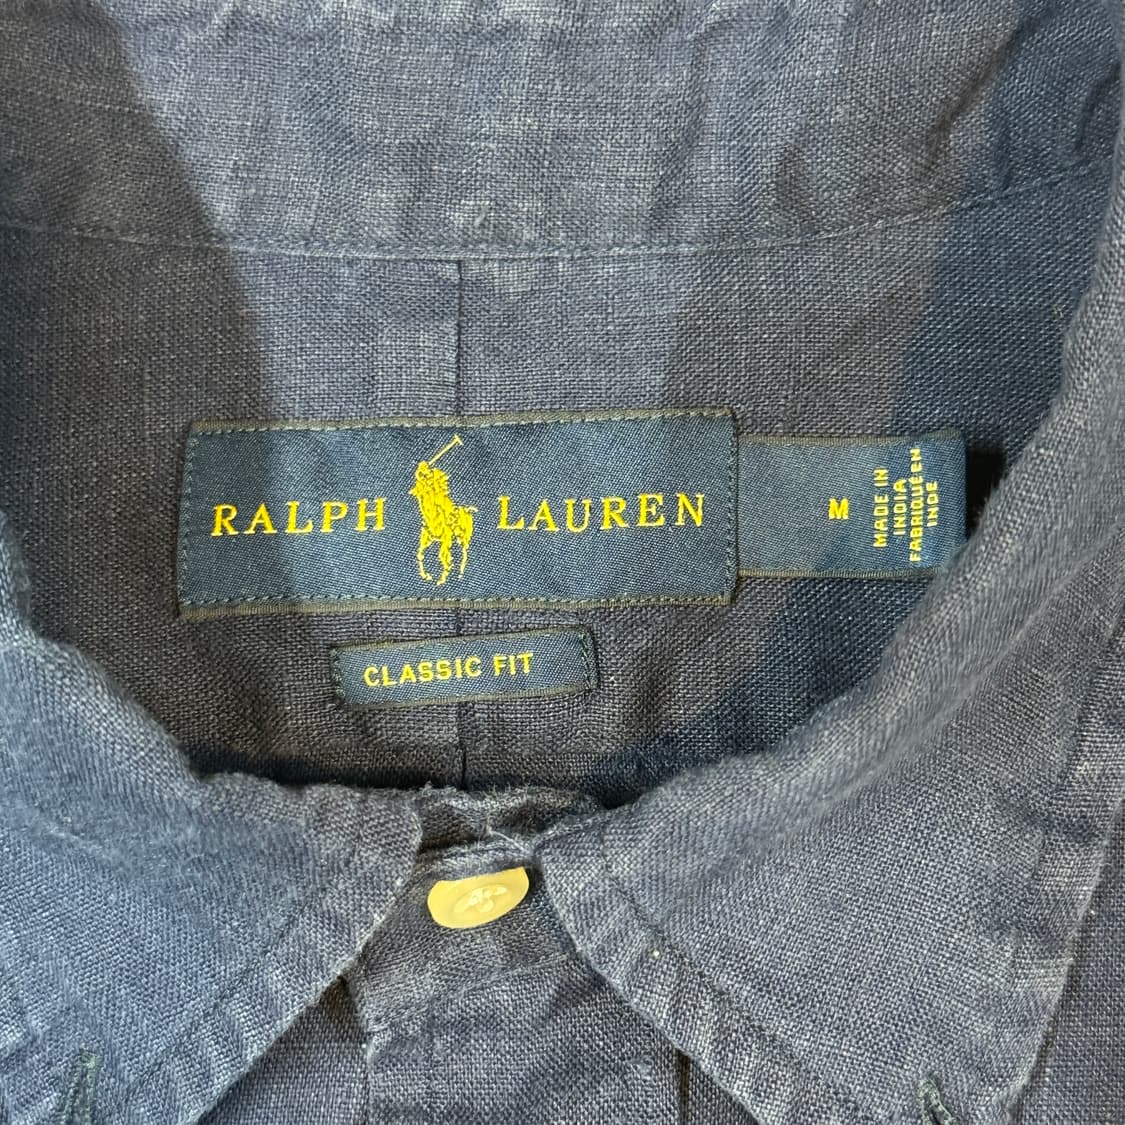 RALPH LAUREN
M
MADE IN
INDIA
FABRIQUÉ EN
INDE
CLASSIC FIT